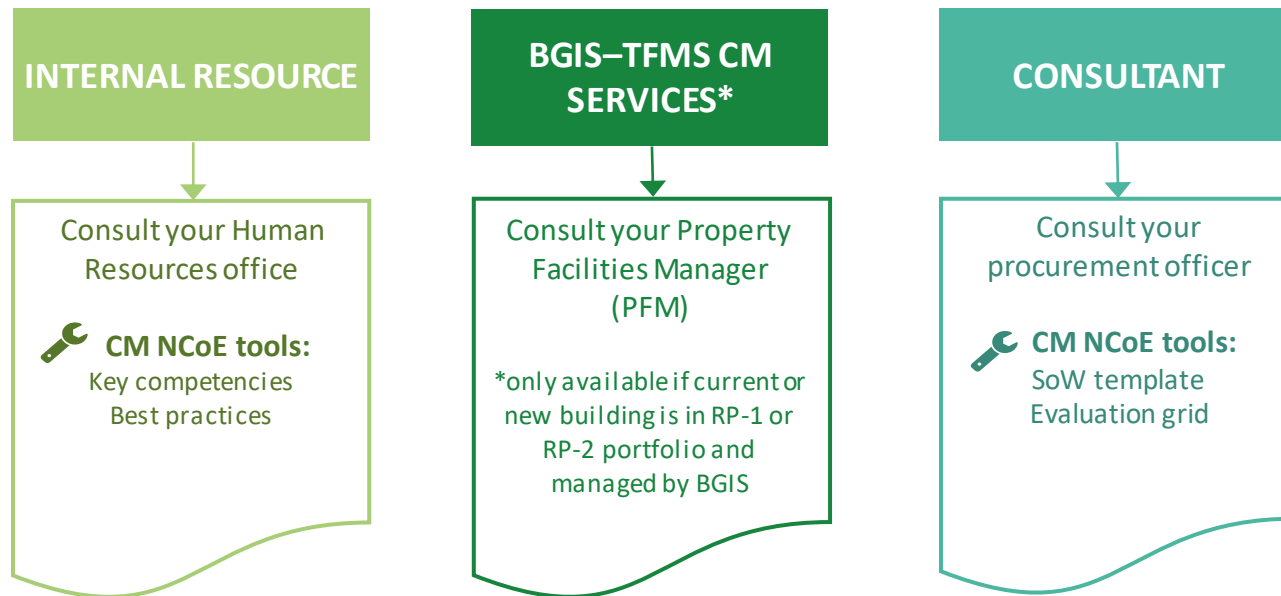 INTERNAL RESOURCE
Consult your Human
Resources office
CM NCoE tools:
Key competencies
Best practices
BGIS–TFMS CM
SERVICES*
Consult your Property
Facilities Manager
(PFM)
*only available if current or
new building is in RP-1 or
RP-2 portfolio and
managed by BGIS
CONSULTANT
Consult your
procurement officer
CM NCoE tools:
SoW template
Evaluation grid